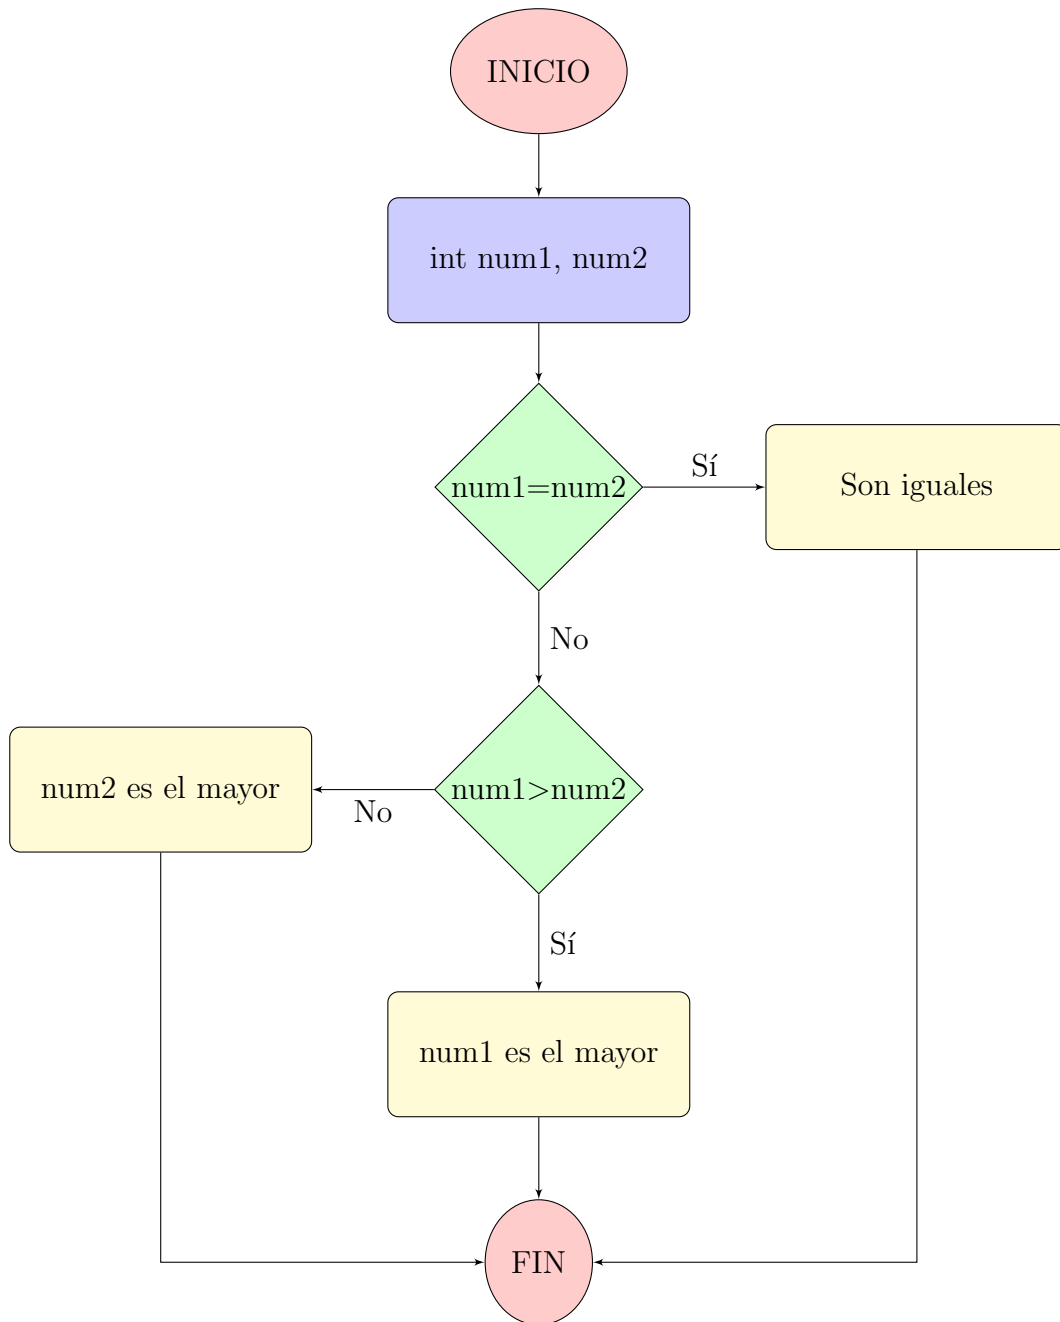 INICIO
int num1, num2
num1=num2
Sí
Son iguales
No
num1>num2
No
num2 es el mayor
Sí
num1 es el mayor
FIN